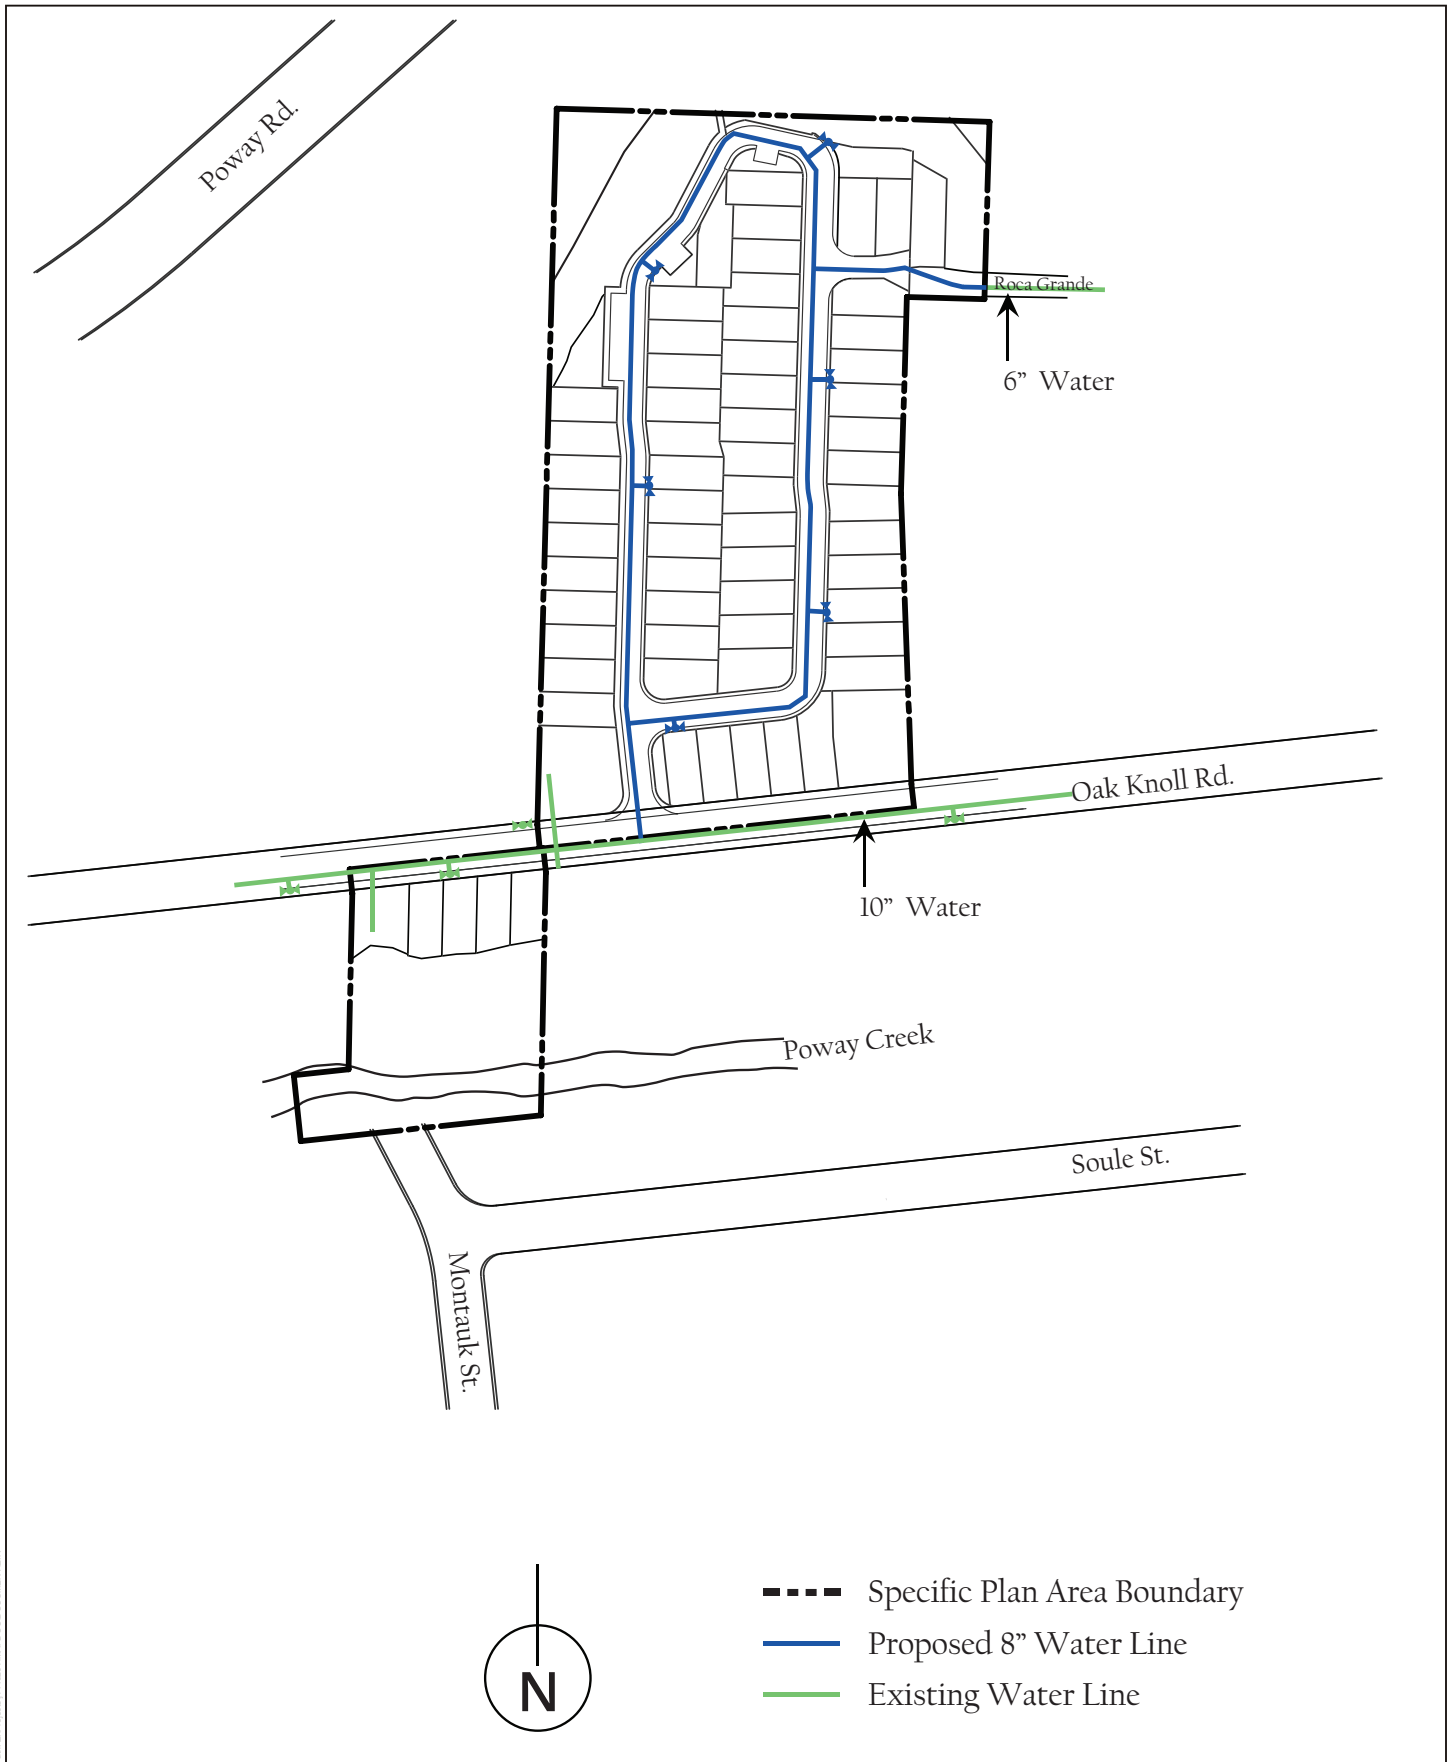 Poway Rd.
Roca Grande
6” Water
Oak Knoll Rd.
10” Water
Poway Creek
Soule St.
Montauk St.
N
Specific Plan Area Boundary
Proposed 8” Water Line
Existing Water Line